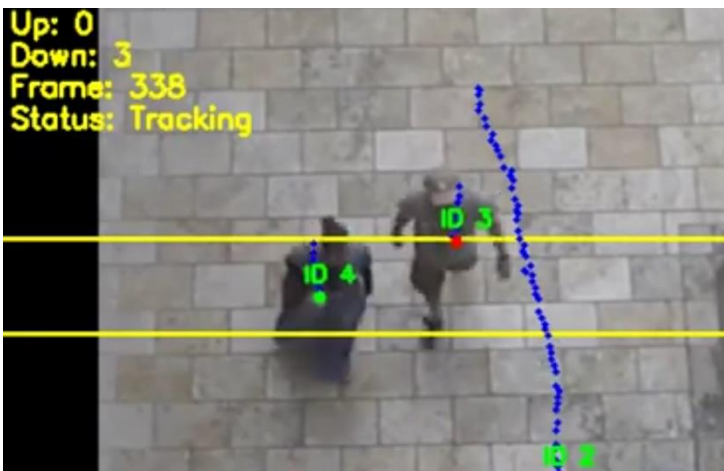 Up: 0
Down: 3
Frame: 338
Status: Tracking
ID 3
ID 4
ID 2